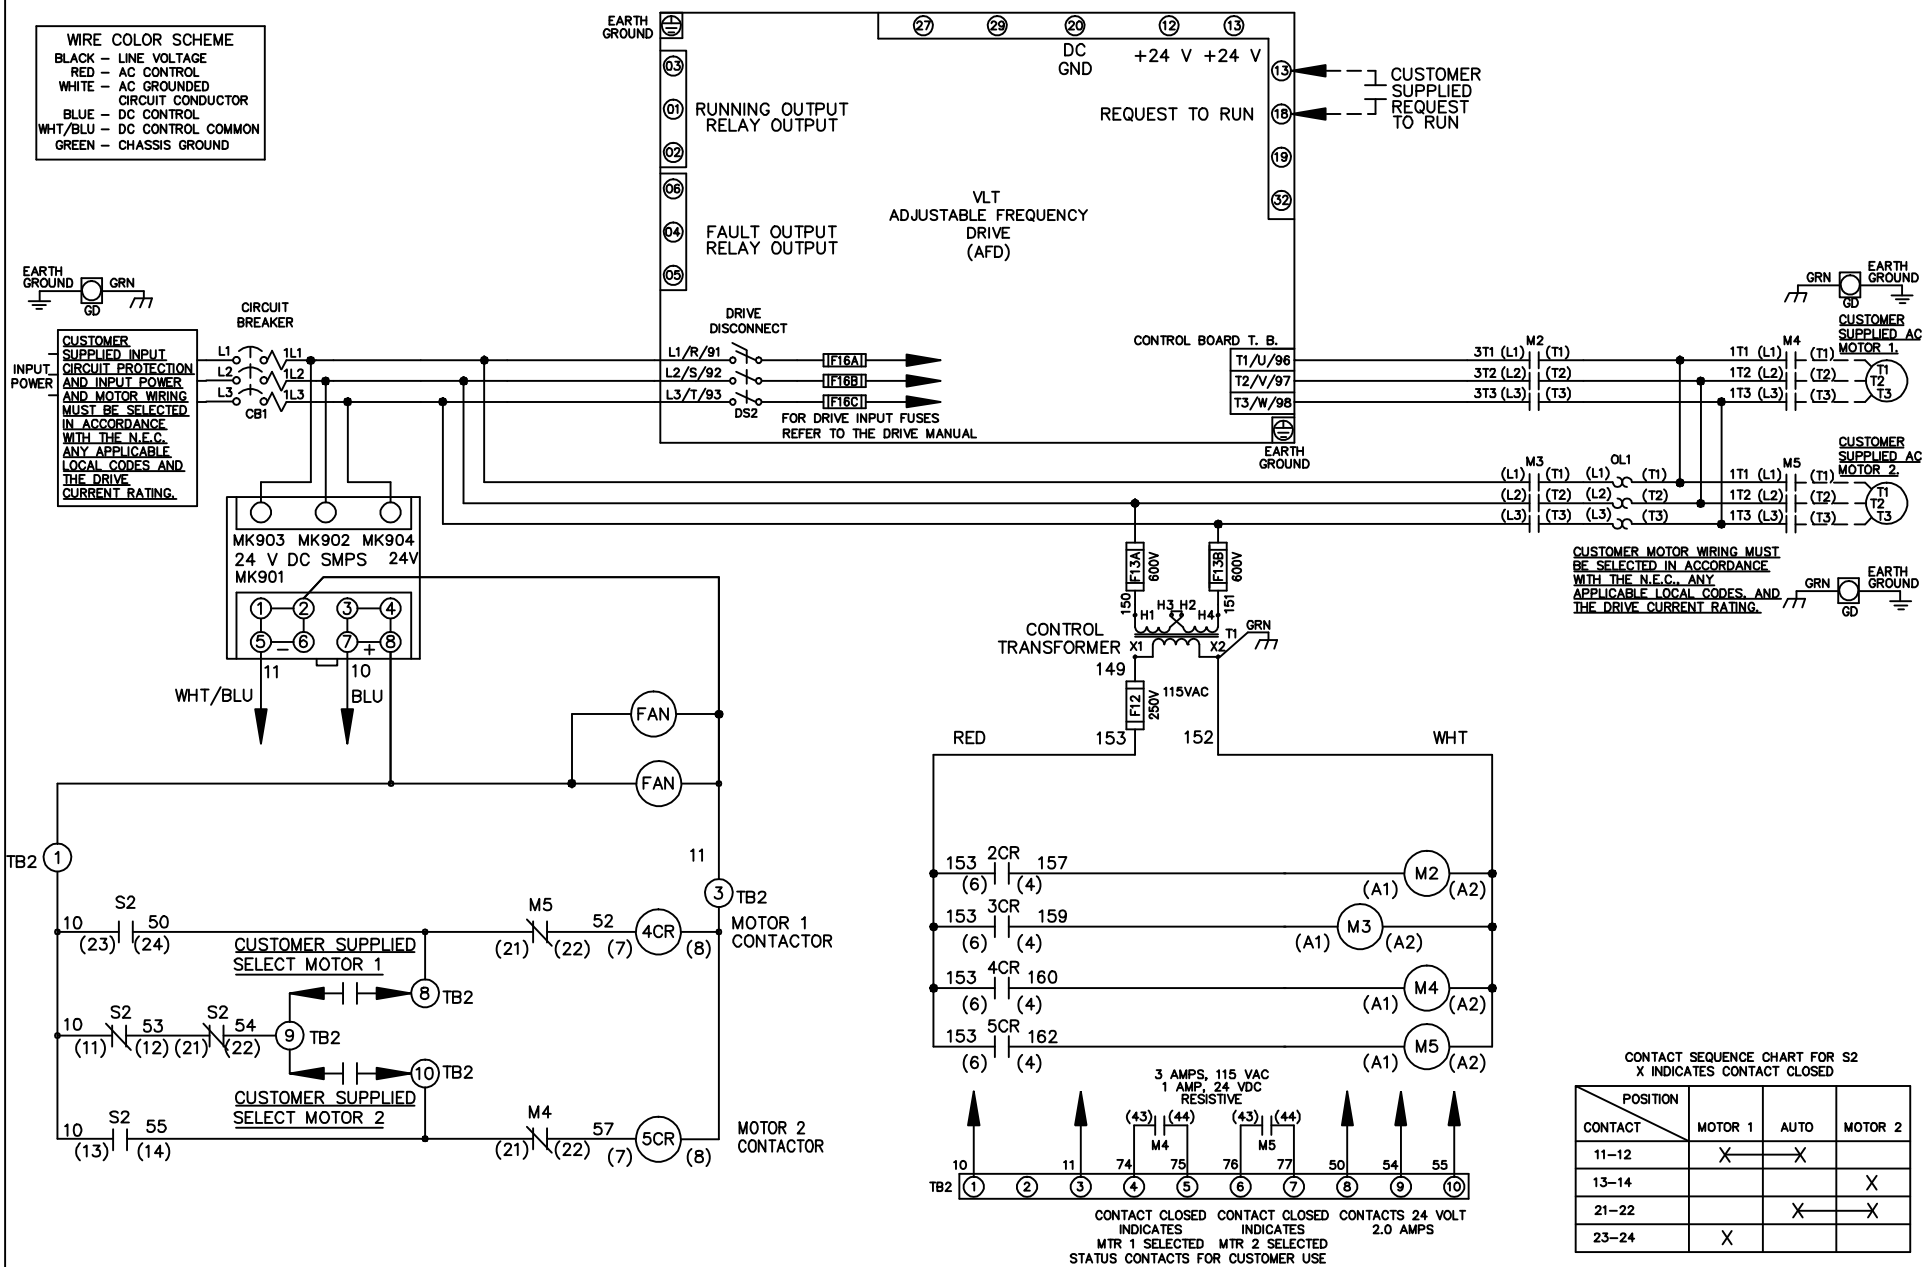 WIRE COLOR SCHEME
BLACK – LINE VOLTAGE
RED – AC CONTROL
WHITE – AC GROUNDED
CIRCUIT CONDUCTOR
BLUE – DC CONTROL
WHT/BLU – DC CONTROL COMMON
GREEN – CHASSIS GROUND
EARTH
GROUND
03
01
02
RUNNING OUTPUT
RELAY OUTPUT
06
04
05
FAULT OUTPUT
RELAY OUTPUT
27 29 20 12 13
DC
GND
+24 V +24 V
13
18
19
32
REQUEST TO RUN
CUSTOMER
SUPPLIED
REQUEST
TO RUN
VLT
ADJUSTABLE FREQUENCY
DRIVE
(AFD)
EARTH
GROUND
GRN
GD
CIRCUIT
BREAKER
INPUT
POWER
CUSTOMER
SUPPLIED INPUT
CIRCUIT PROTECTION
AND INPUT POWER
AND MOTOR WIRING
MUST BE SELECTED
IN ACCORDANCE
WITH THE N.E.C.
ANY APPLICABLE
LOCAL CODES AND
THE DRIVE
CURRENT RATING.
L1 1L1
L2 1L2
L3 1L3
CB1
DRIVE
DISCONNECT
L1/R/91
L2/S/92
L3/T/93
DS2
F16A
F16B
F16C
FOR DRIVE INPUT FUSES
REFER TO THE DRIVE MANUAL
CONTROL BOARD T. B.
T1/U/96
T2/V/97
T3/W/98
EARTH
GROUND
M2
3T1 (L1) (T1)
3T2 (L2) (T2)
3T3 (L3) (T3)
M4
1T1 (L1) (T1)
1T2 (L2) (T2)
1T3 (L3) (T3)
T1
T2
T3
GRN
GD
EARTH
GROUND
CUSTOMER
SUPPLIED AC
MOTOR 1.
M3 OL1
(L1) (T1) (L1) (T1)
(L2) (T2) (L2) (T2)
(L3) (T3) (L3) (T3)
M5
1T1 (L1) (T1)
1T2 (L2) (T2)
1T3 (L3) (T3)
T1
T2
T3
CUSTOMER
SUPPLIED AC
MOTOR 2.
CUSTOMER MOTOR WIRING MUST
BE SELECTED IN ACCORDANCE
WITH THE N.E.C., ANY
APPLICABLE LOCAL CODES, AND
THE DRIVE CURRENT RATING.
GRN
GD
EARTH
GROUND
MK903 MK902 MK904
24 V DC SMPS 24V
MK901
1 2 3 4
5 – 6 7 + 8
11 10
WHT/BLU BLU
FAN
FAN
F13A 600V
F13B 600V
150 151
H1 H3 H2 H4
CONTROL
TRANSFORMER
X1 X2
T1
GRN
149
F12 250V
115VAC
153 152
RED WHT
TB2 1
11
3 TB2
10 S2 50
(23) (24)
M5 52
(21) (22) (7) 4CR (8)
MOTOR 1
CONTACTOR
CUSTOMER SUPPLIED
SELECT MOTOR 1
8 TB2
10 S2 53 S2 54
(11) (12) (21) (22)
9 TB2
10 TB2
CUSTOMER SUPPLIED
SELECT MOTOR 2
10 S2 55
(13) (14)
M4 57
(21) (22) (7) 5CR (8)
MOTOR 2
CONTACTOR
153 2CR 157
(6) (4) (A1) M2 (A2)
153 3CR 159
(6) (4) (A1) M3 (A2)
153 4CR 160
(6) (4) (A1) M4 (A2)
153 5CR 162
(6) (4) (A1) M5 (A2)
3 AMPS, 115 VAC
1 AMP, 24 VDC
RESISTIVE
(43) (44) (43) (44)
M4 M5
10 11 74 75 76 77 50 54 55
TB2 1 2 3 4 5 6 7 8 9 10
CONTACT CLOSED
INDICATES
MTR 1 SELECTED
CONTACT CLOSED
INDICATES
MTR 2 SELECTED
CONTACTS 24 VOLT
2.0 AMPS
STATUS CONTACTS FOR CUSTOMER USE
CONTACT SEQUENCE CHART FOR S2
X INDICATES CONTACT CLOSED
POSITION
CONTACT MOTOR 1 AUTO MOTOR 2
11–12 X X
13–14 X
21–22 X X
23–24 X